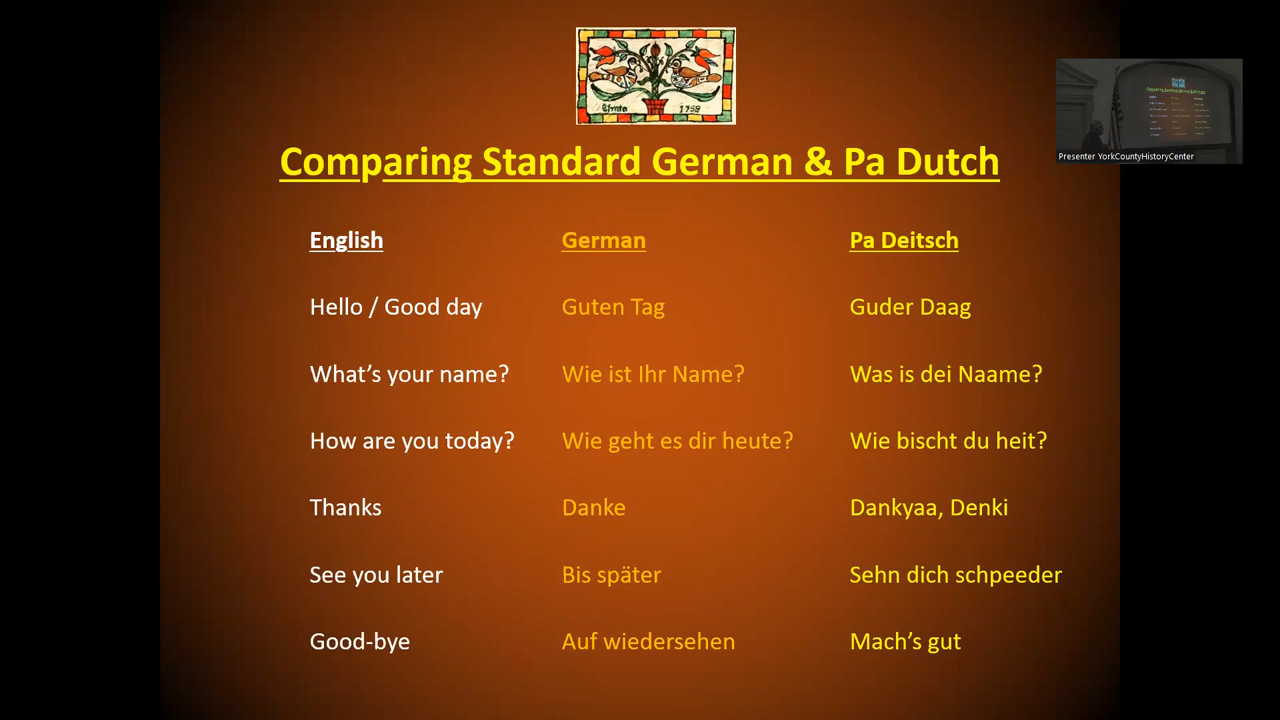 Efrata 1758
Comparing Standard German & Pa Dutch
Presenter YorkCountyHistoryCenter
English German Pa Deitsch
Hello / Good day Guten Tag Guder Daag
What's your name? Wie ist Ihr Name? Was is dei Naame?
How are you today? Wie geht es dir heute? Wie bischt du heit?
Thanks Danke Dankyaa, Denki
See you later Bis später Sehn dich schpeeder
Good-bye Auf wiedersehen Mach's gut